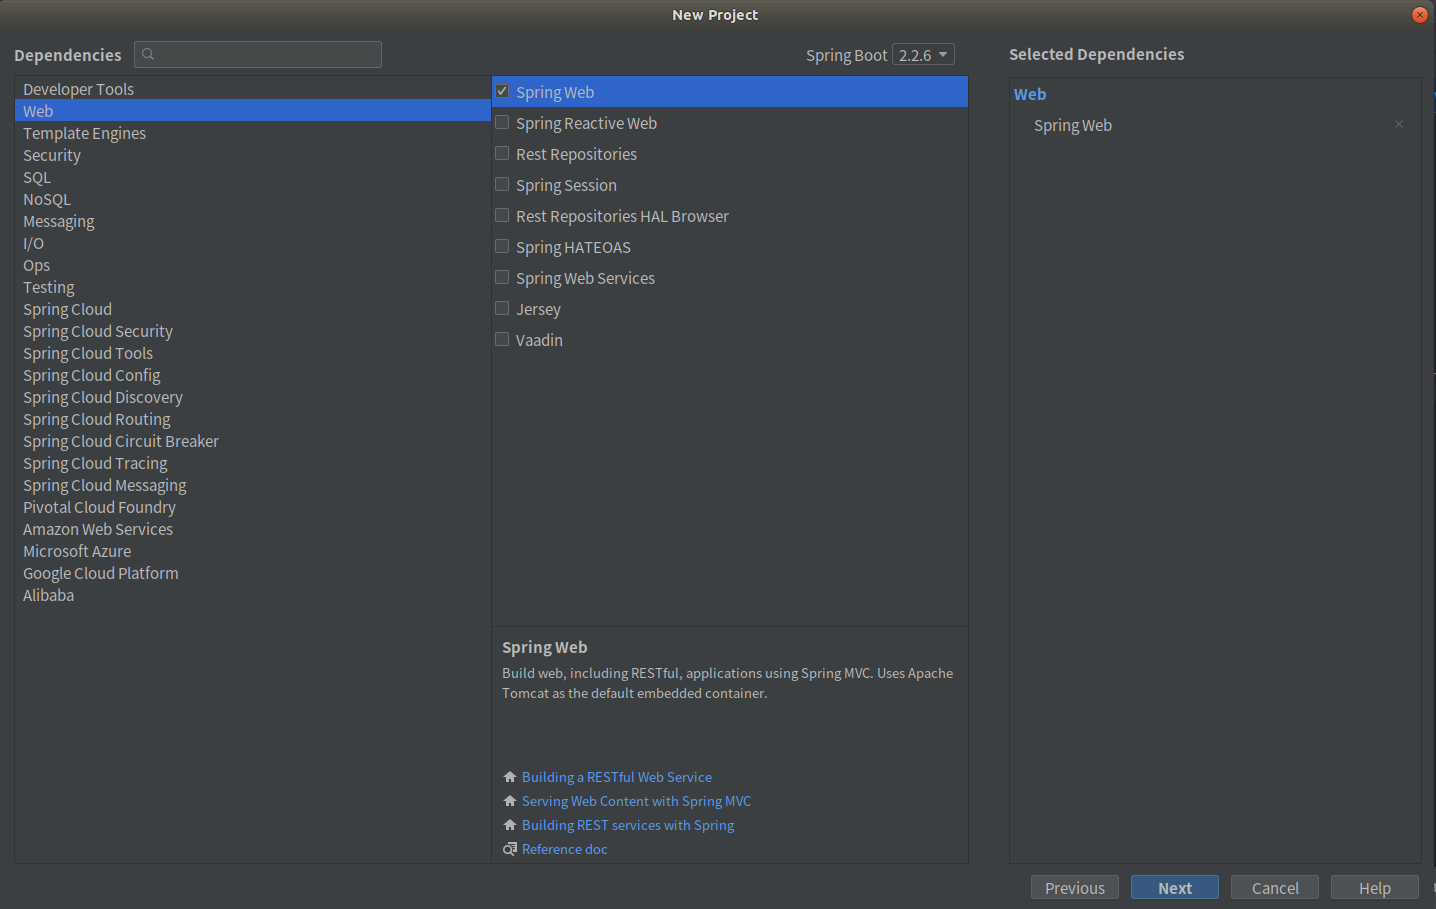 New Project
Dependencies
Spring Boot 2.2.6
Selected Dependencies
Developer Tools
Web
Template Engines
Security
SQL
NoSQL
Messaging
I/O
Ops
Testing
Spring Cloud
Spring Cloud Security
Spring Cloud Tools
Spring Cloud Config
Spring Cloud Discovery
Spring Cloud Routing
Spring Cloud Circuit Breaker
Spring Cloud Tracing
Spring Cloud Messaging
Pivotal Cloud Foundry
Amazon Web Services
Microsoft Azure
Google Cloud Platform
Alibaba
Spring Web
Spring Reactive Web
Rest Repositories
Spring Session
Rest Repositories HAL Browser
Spring HATEOAS
Spring Web Services
Jersey
Vaadin
Spring Web
Build web, including RESTful, applications using Spring MVC. Uses Apache
Tomcat as the default embedded container.
Building a RESTful Web Service
Serving Web Content with Spring MVC
Building REST services with Spring
Reference doc
Web
Spring Web
Previous
Next
Cancel
Help